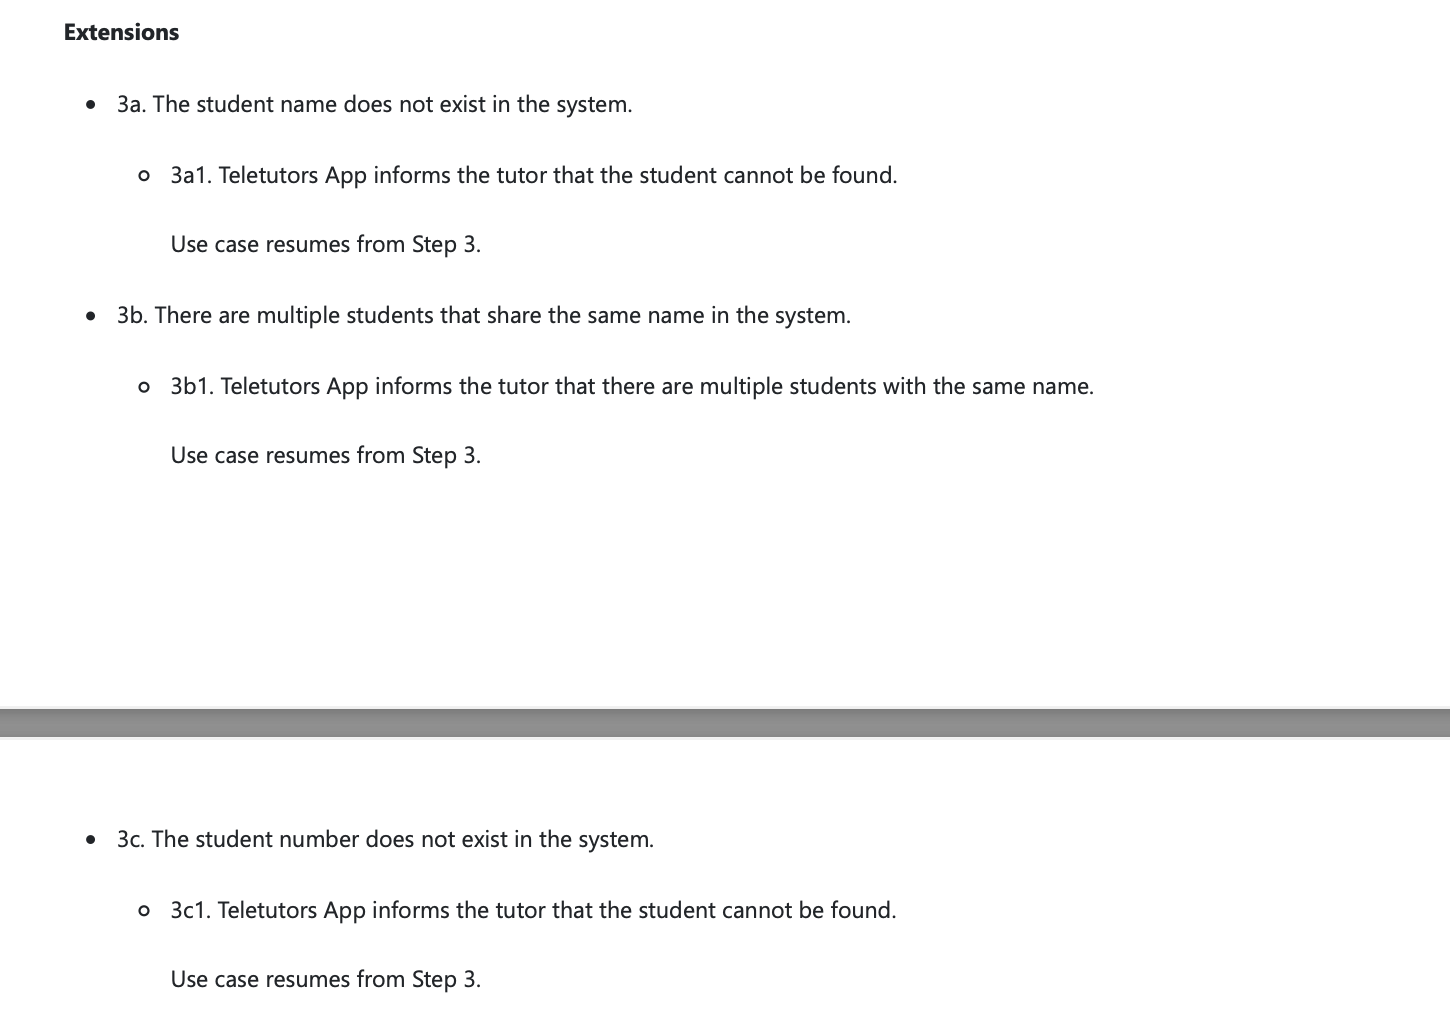 Extensions
3a. The student name does not exist in the system.
3a1. Teletutors App informs the tutor that the student cannot be found.
Use case resumes from Step 3.
3b. There are multiple students that share the same name in the system.
3b1. Teletutors App informs the tutor that there are multiple students with the same name.
Use case resumes from Step 3.
3c. The student number does not exist in the system.
3c1. Teletutors App informs the tutor that the student cannot be found.
Use case resumes from Step 3.